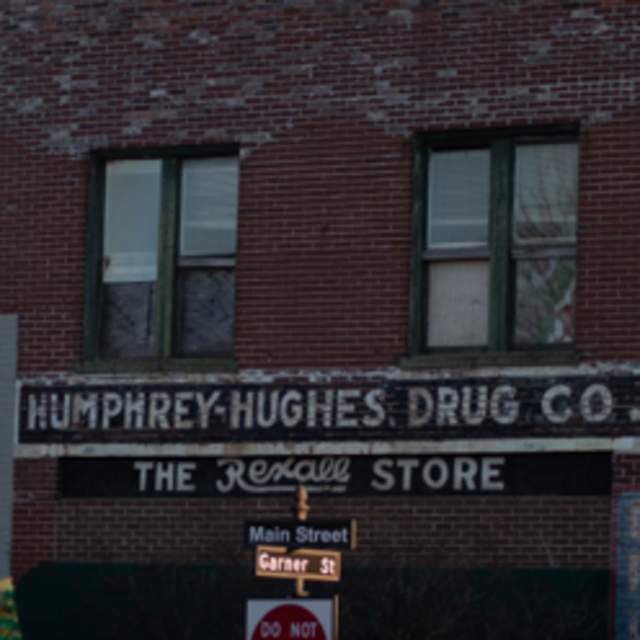 HUMPHREY-HUGHES. DRUG CO.
THE Rexall STORE
Main Street
Garner St
DO NOT